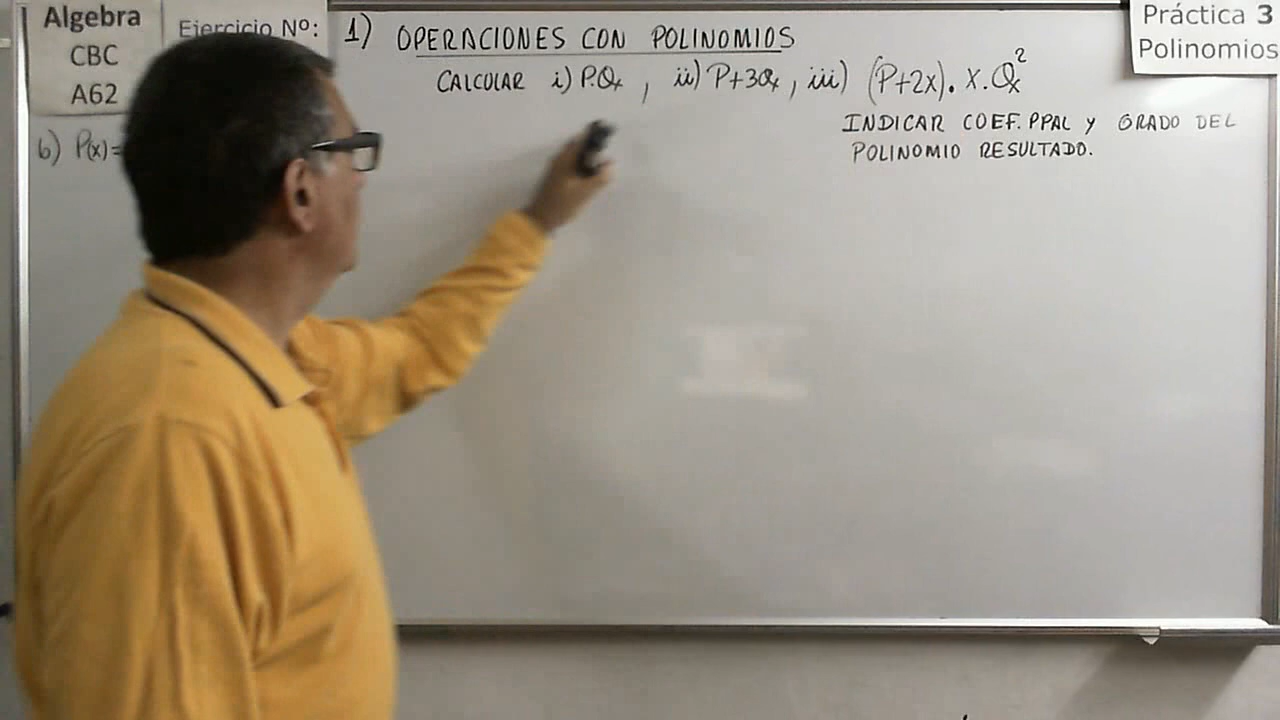 Algebra
CBC
A62
Ejercicio Nº:
Práctica 3
Polinomios
1) OPERACIONES CON POLINOMIOS
CALCULAR i) P.Qx , ii) P+3Qx , iii) (P+2x). x.Qx²
INDICAR COEF. PPAL Y GRADO DEL
POLINOMIO RESULTADO.
6) P(x)=